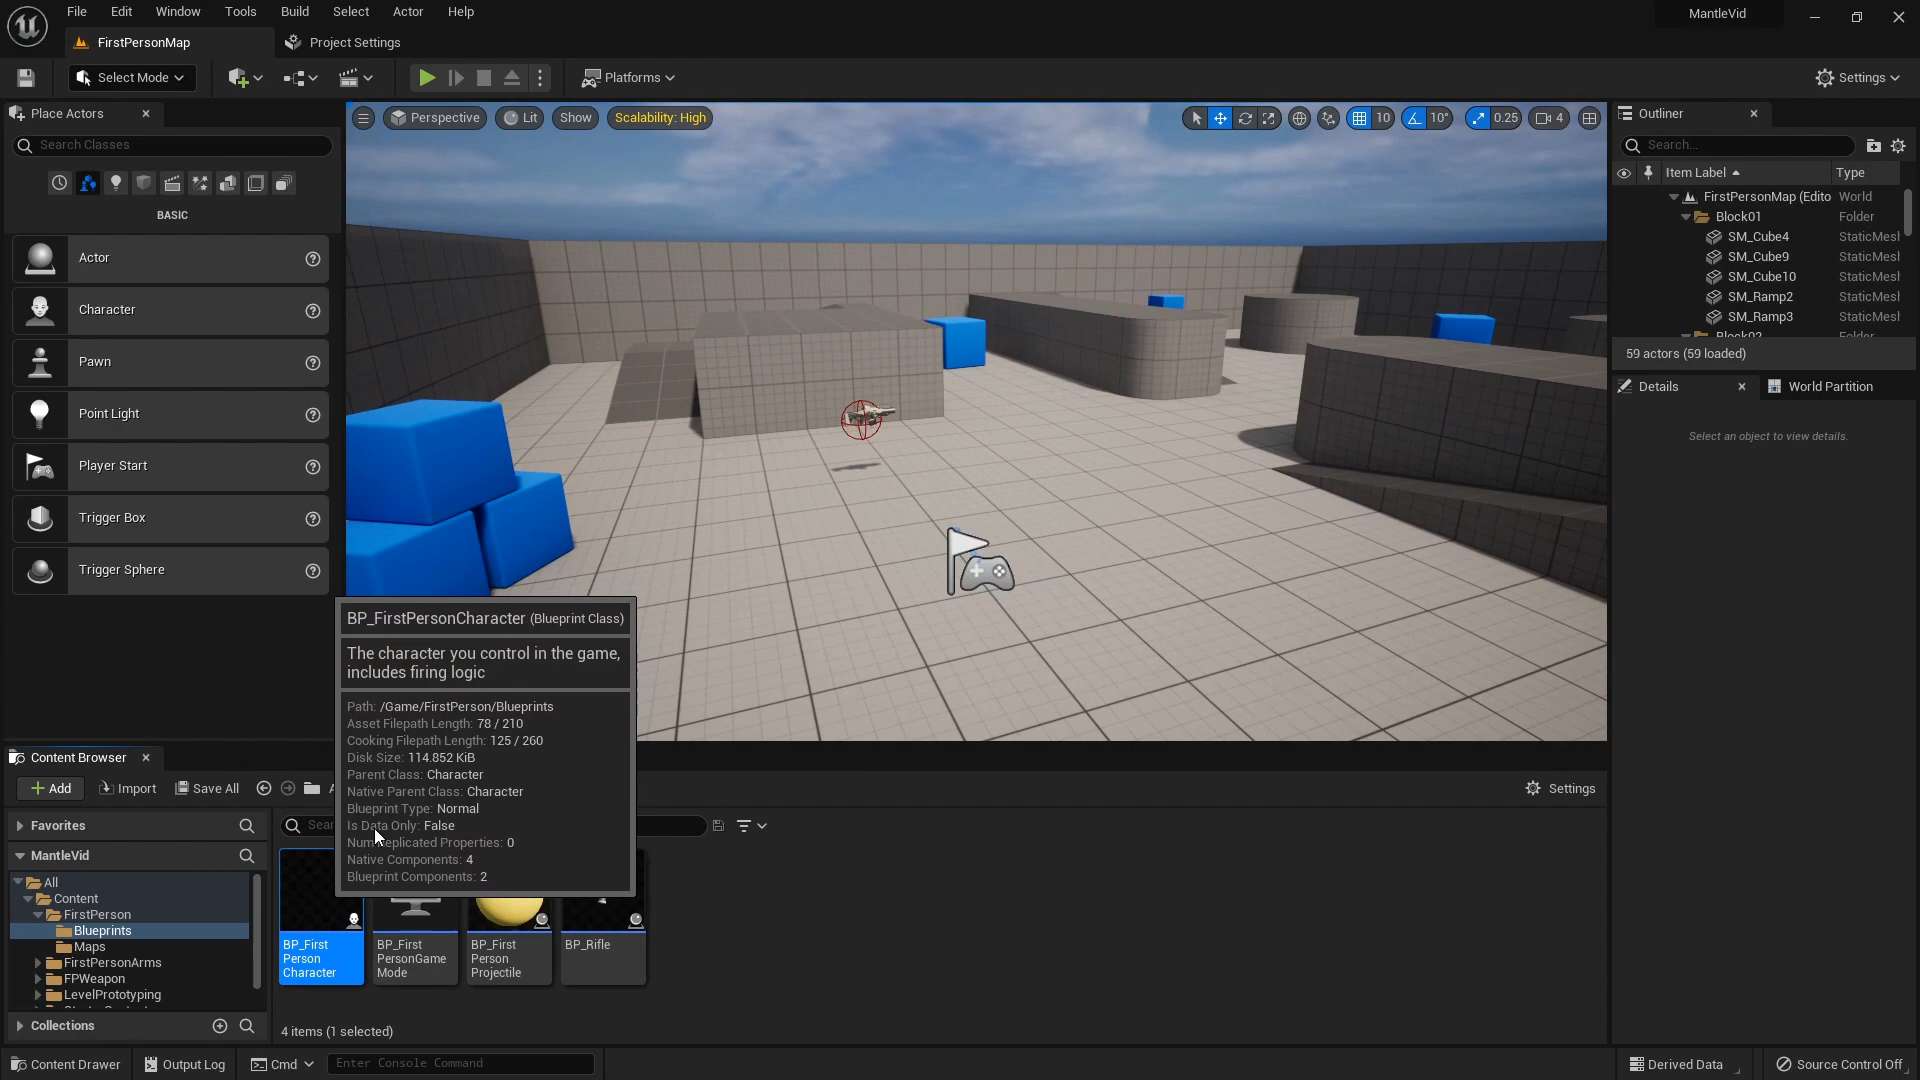 File Edit Window Tools Build Select Actor Help
MantleVid
FirstPersonMap
Project Settings
Select Mode
Platforms
Settings
Place Actors
Search Classes
BASIC
Actor
Character
Pawn
Point Light
Player Start
Trigger Box
Trigger Sphere
Perspective
Lit
Show
Scalability: High
10
10°
0.25
4
Outliner
Search...
Item Label
Type
FirstPersonMap (Edito World
Block01 Folder
SM_Cube4 StaticMesl
SM_Cube9 StaticMesl
SM_Cube10 StaticMesl
SM_Ramp2 StaticMesl
SM_Ramp3 StaticMesl
Block02 Folder
59 actors (59 loaded)
Details
World Partition
Select an object to view details.
BP_FirstPersonCharacter (Blueprint Class)
The character you control in the game,
includes firing logic
Path: /Game/FirstPerson/Blueprints
Asset Filepath Length: 78 / 210
Cooking Filepath Length: 125 / 260
Disk Size: 114.852 KiB
Parent Class: Character
Native Parent Class: Character
Blueprint Type: Normal
Is Data Only: False
Num Replicated Properties: 0
Native Components: 4
Blueprint Components: 2
Content Browser
Add
Import
Save All
Settings
Favorites
MantleVid
All
Content
FirstPerson
Blueprints
Maps
FirstPersonArms
FPWeapon
LevelPrototyping
Collections
BP_First
Person
Character
BP_First
PersonGame
Mode
BP_First
Person
Projectile
BP_Rifle
4 items (1 selected)
Content Drawer
Output Log
Cmd
Enter Console Command
Derived Data
Source Control Off